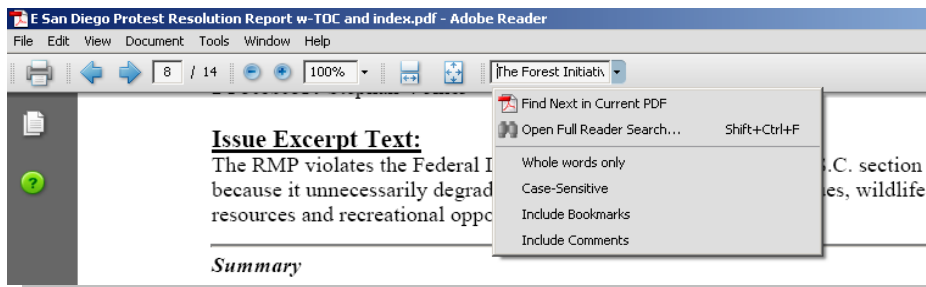 E San Diego Protest Resolution Report w-TOC and index.pdf - Adobe Reader
File Edit View Document Tools Window Help
8 / 14 100% The Forest Initiativ
Find Next in Current PDF
Open Full Reader Search... Shift+Ctrl+F
Whole words only
Case-Sensitive
Include Bookmarks
Include Comments
Issue Excerpt Text:
The RMP violates the Federal L .C. section
because it unnecessarily degrad es, wildlife
resources and recreational oppo
Summary